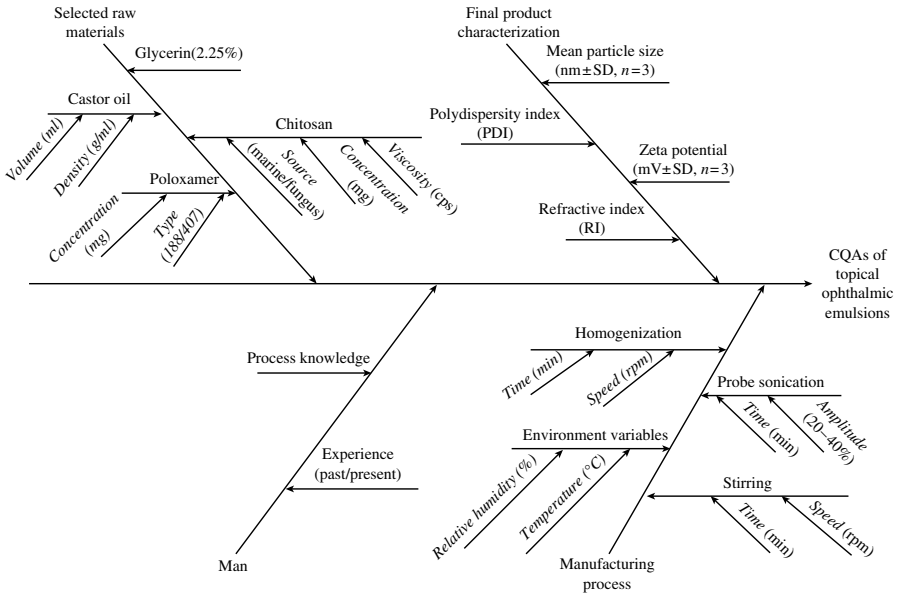 Selected raw
materials
Glycerin(2.25%)
Castor oil
Volume (ml)
Density (g/ml)
Chitosan
Source
(marine/fungus)
Concentration
(mg)
Viscosity (cps)
Poloxamer
Concentration
(mg)
Type
(188/407)
Final product
characterization
Mean particle size
(nm±SD, n=3)
Polydispersity index
(PDI)
Zeta potential
(mV±SD, n=3)
Refractive index
(RI)
CQAs of
topical
ophthalmic
emulsions
Process knowledge
Experience
(past/present)
Man
Homogenization
Time (min)
Speed (rpm)
Probe sonication
Time (min)
Amplitude
(20–40%)
Environment variables
Relative humidity (%)
Temperature (°C)
Stirring
Time (min)
Speed (rpm)
Manufacturing
process